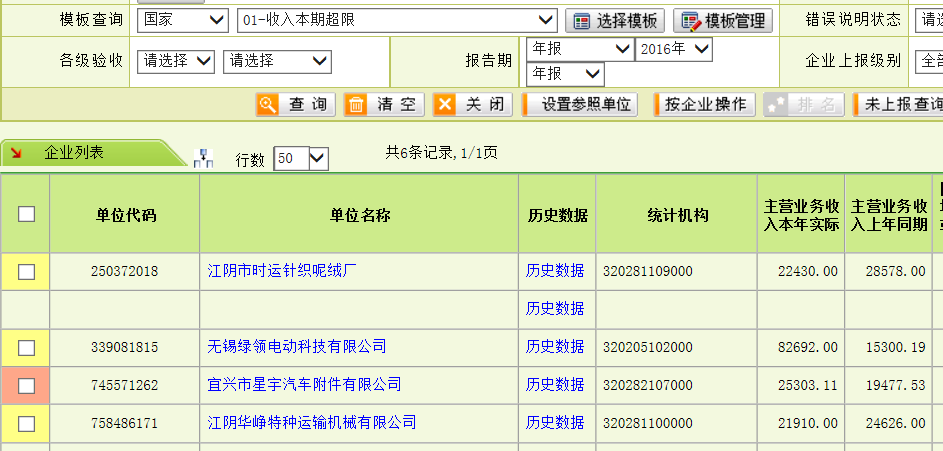 模板查询 国家 01-收入本期超限 选择模板 模板管理 错误说明状态
各级验收 请选择 请选择 报告期 年报 2016年 企业上报级别
年报
查 询 清 空 关 闭 设置参照单位 按企业操作 排 名 未上报查询
企业列表 行数 50 共6条记录,1/1页
单位代码 单位名称 历史数据 统计机构 主营业务收 主营业务收
入本年实际 入上年同期
250372018 江阴市时运针织呢绒厂 历史数据 320281109000 22430.00 28578.00
历史数据
339081815 无锡绿领电动科技有限公司 历史数据 320205102000 82692.00 15300.19
745571262 宜兴市星宇汽车附件有限公司 历史数据 320282107000 25303.11 19477.53
758486171 江阴华峥特种运输机械有限公司 历史数据 320281100000 21910.00 24626.00